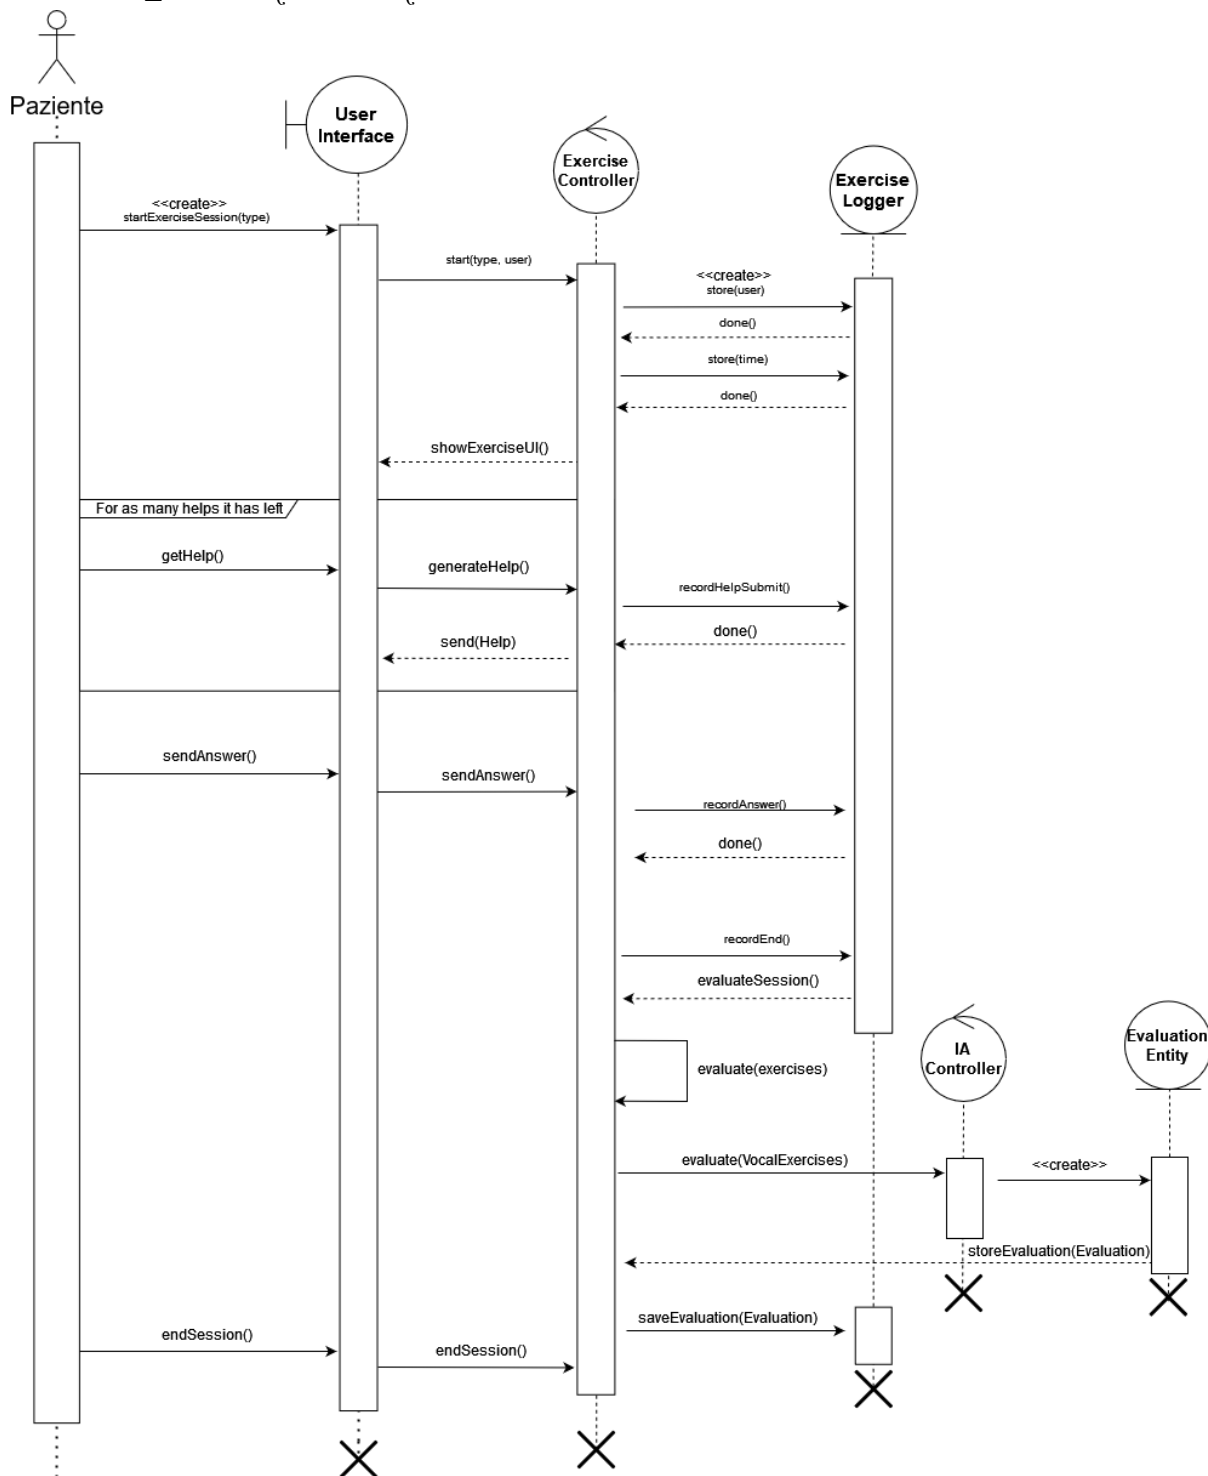 Paziente
User
Interface
Exercise
Controller
Exercise
Logger
<<create>>
startExerciseSession(type)
start(type, user)
<<create>>
store(user)
done()
store(time)
done()
showExerciseUI()
For as many helps it has left
getHelp()
generateHelp()
recordHelpSubmit()
done()
send(Help)
sendAnswer()
sendAnswer()
recordAnswer()
done()
recordEnd()
evaluateSession()
IA
Controller
Evaluation
Entity
evaluate(exercises)
evaluate(VocalExercises)
<<create>>
storeEvaluation(Evaluation)
saveEvaluation(Evaluation)
endSession()
endSession()